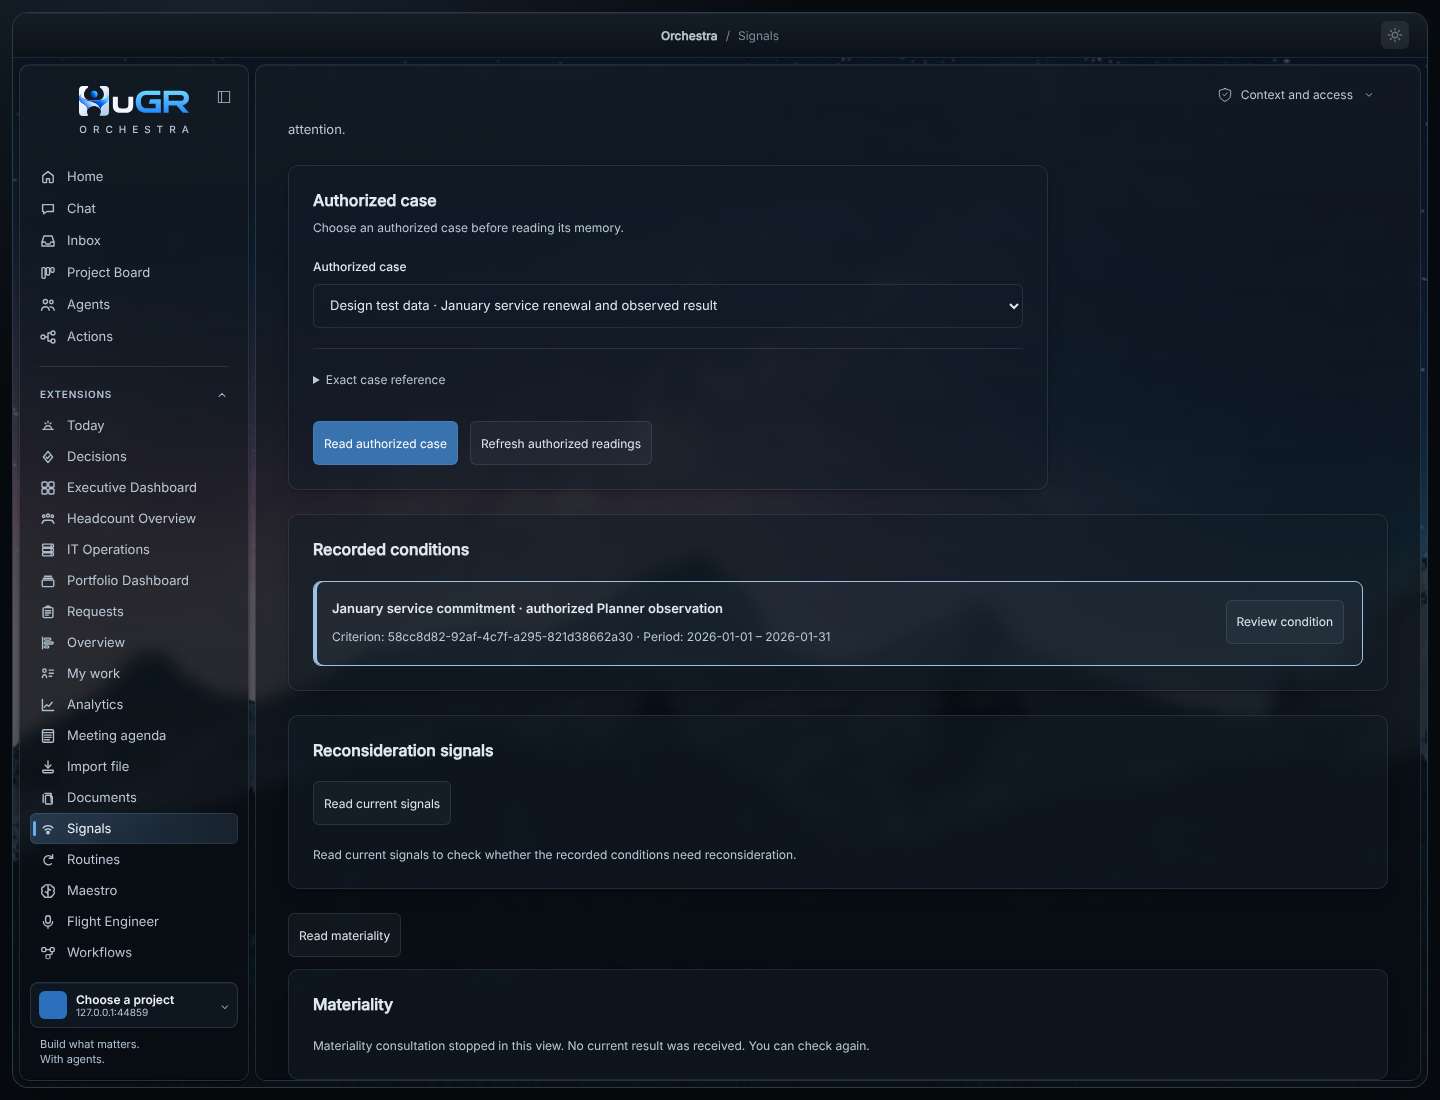 Orchestra / Signals
HuGR
ORCHESTRA
Home
Chat
Inbox
Project Board
Agents
Actions
EXTENSIONS
Today
Decisions
Executive Dashboard
Headcount Overview
IT Operations
Portfolio Dashboard
Requests
Overview
My work
Analytics
Meeting agenda
Import file
Documents
Signals
Routines
Maestro
Flight Engineer
Workflows
Choose a project
127.0.0.1:44859
Build what matters.
With agents.
Context and access
attention.
Authorized case
Choose an authorized case before reading its memory.
Authorized case
Design test data · January service renewal and observed result
Exact case reference
Read authorized case
Refresh authorized readings
Recorded conditions
January service commitment · authorized Planner observation
Criterion: 58cc8d82-92af-4c7f-a295-821d38662a30 · Period: 2026-01-01 – 2026-01-31
Review condition
Reconsideration signals
Read current signals
Read current signals to check whether the recorded conditions need reconsideration.
Read materiality
Materiality
Materiality consultation stopped in this view. No current result was received. You can check again.